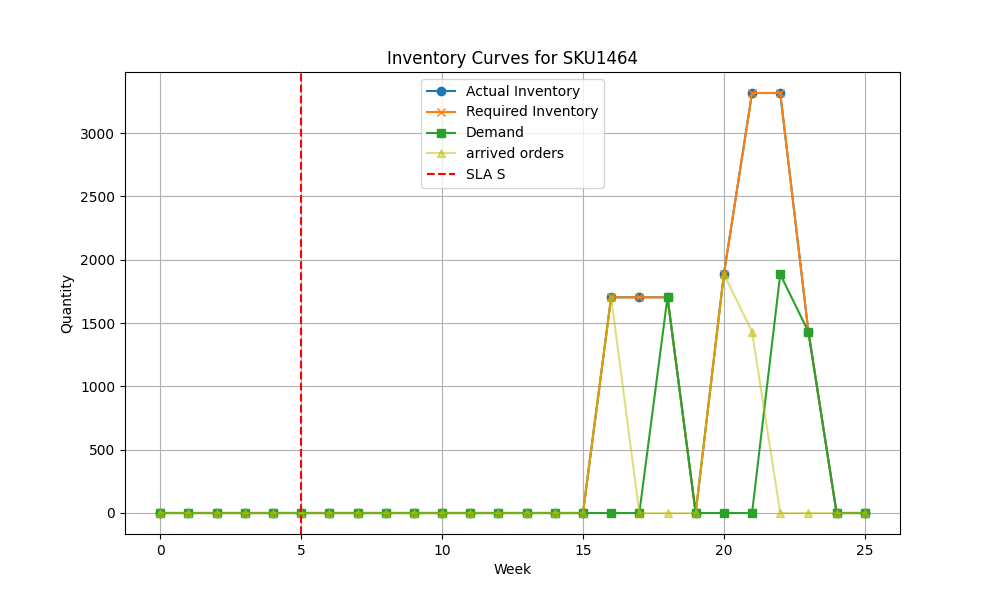 Inventory Curves for SKU1464
Actual Inventory
Required Inventory
Demand
arrived orders
SLA S
Quantity
3000
2500
2000
1500
1000
500
0
0 5 10 15 20 25
Week